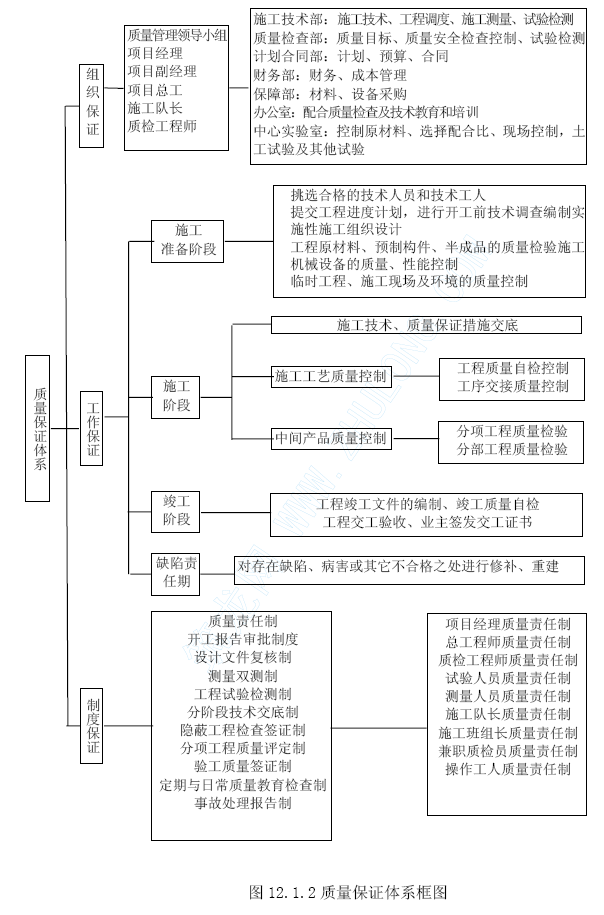 组织保证
质量管理领导小组
项目经理
项目副经理
项目总工
施工队长
质检工程师
施工技术部：施工技术、工程调度、施工测量、试验检测
质量检查部：质量目标、质量安全检查控制、试验检测
计划合同部：计划、预算、合同
财务部：财务、成本管理
保障部：材料、设备采购
办公室：配合质量检查及技术教育和培训
中心实验室：控制原材料、选择配合比、现场控制，土
工试验及其他试验
质量保证体系
工作保证
施工
准备阶段
挑选合格的技术人员和技术工人
提交工程进度计划，进行开工前技术调查编制实
施性施工组织设计
工程原材料、预制构件、半成品的质量检验施工
机械设备的质量、性能控制
临时工程、施工现场及环境的质量控制
施工
阶段
施工技术、质量保证措施交底
施工工艺质量控制
工程质量自检控制
工序交接质量控制
中间产品质量控制
分项工程质量检验
分部工程质量检验
竣工
阶段
工程竣工文件的编制、竣工质量自检
工程交工验收、业主签发交工证书
缺陷责
任期
对存在缺陷、病害或其它不合格之处进行修补、重建
制度保证
质量责任制
开工报告审批制度
设计文件复核制
测量双测制
工程试验检测制
分阶段技术交底制
隐蔽工程检查签证制
分项工程质量评定制
验工质量签证制
定期与日常质量教育检查制
事故处理报告制
项目经理质量责任制
总工程师质量责任制
质检工程师质量责任制
试验人员质量责任制
测量人员质量责任制
施工队长质量责任制
施工班组长质量责任制
兼职质检员质量责任制
操作工人质量责任制
图 12.1.2 质量保证体系框图